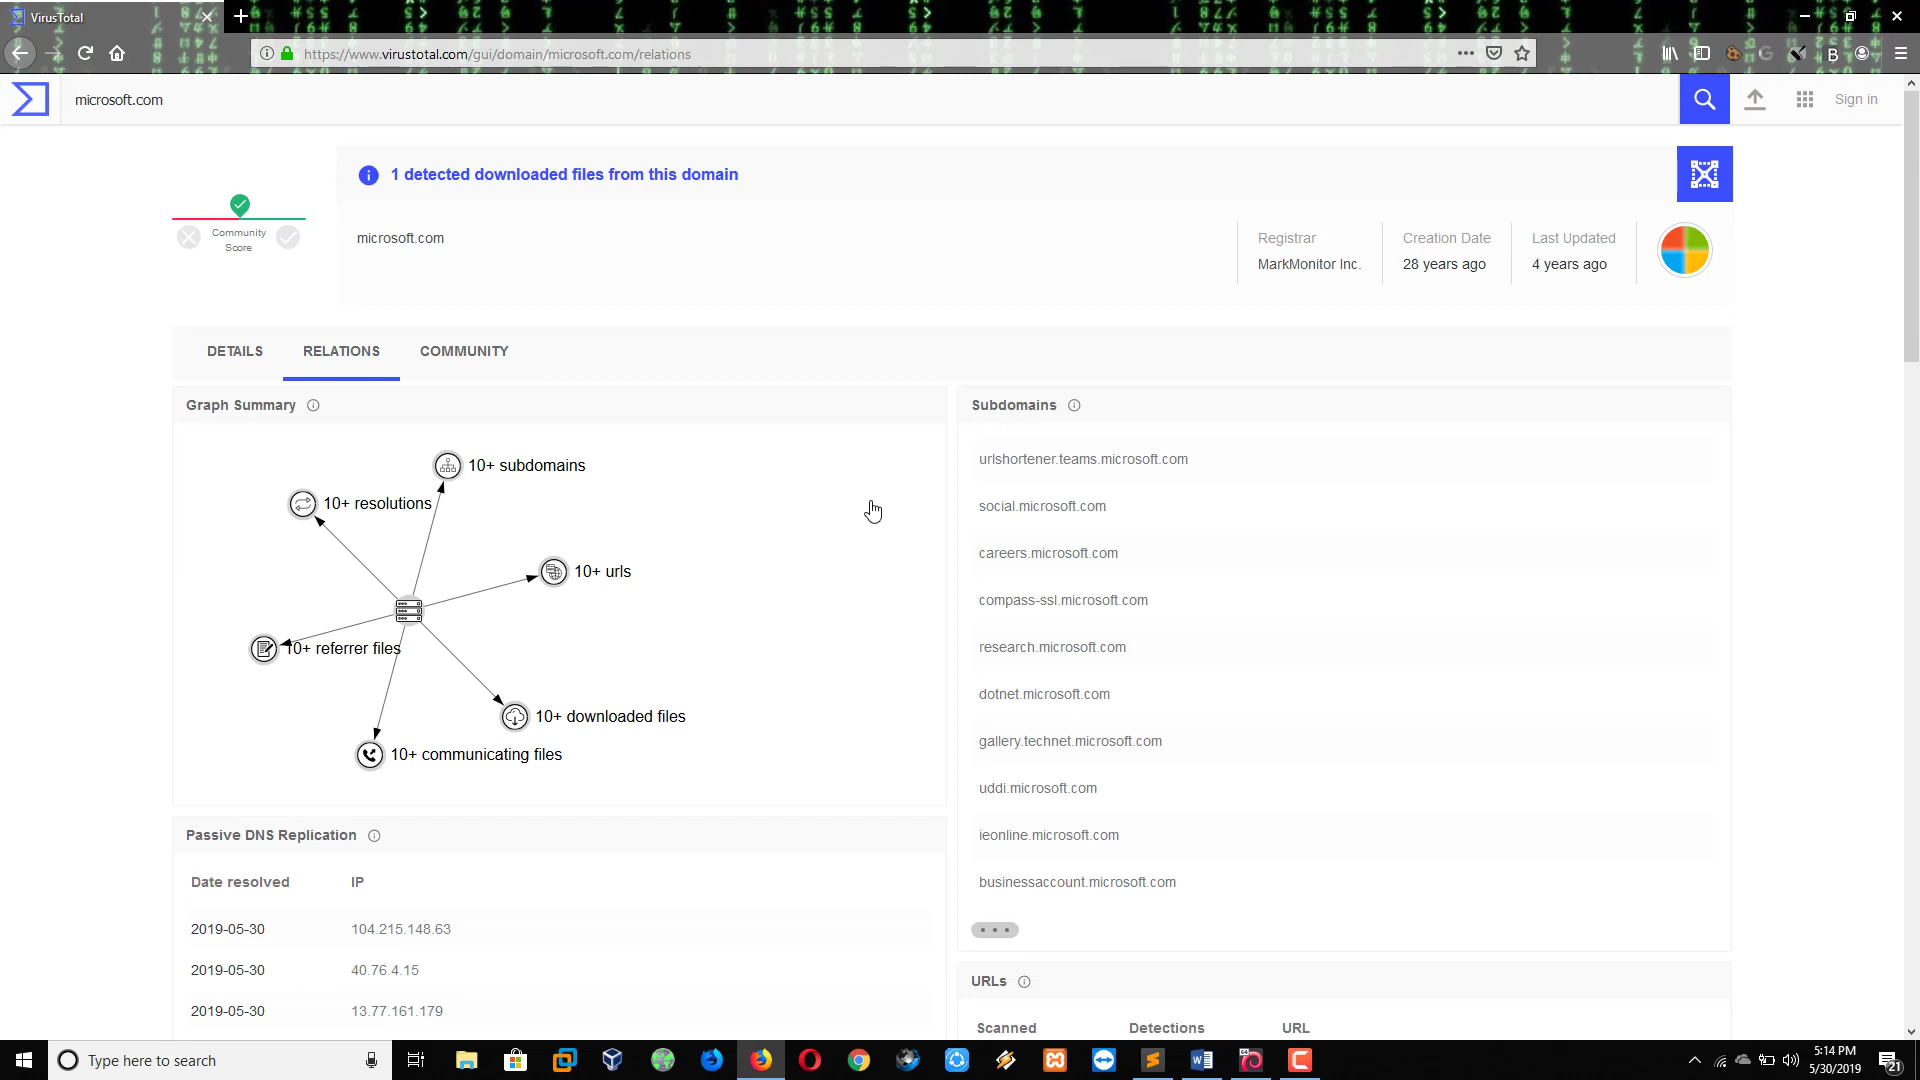 VirusTotal
https://www.virustotal.com/gui/domain/microsoft.com/relations
B
microsoft.com
Sign in
1 detected downloaded files from this domain
Community
Score
microsoft.com
Registrar
MarkMonitor Inc.
Creation Date
28 years ago
Last Updated
4 years ago
DETAILS
RELATIONS
COMMUNITY
Graph Summary
10+ subdomains
10+ resolutions
10+ urls
10+ referrer files
10+ downloaded files
10+ communicating files
Passive DNS Replication
Date resolved IP
2019-05-30 104.215.148.63
2019-05-30 40.76.4.15
2019-05-30 13.77.161.179
Subdomains
urlshortener.teams.microsoft.com
social.microsoft.com
careers.microsoft.com
compass-ssl.microsoft.com
research.microsoft.com
dotnet.microsoft.com
gallery.technet.microsoft.com
uddi.microsoft.com
ieonline.microsoft.com
businessaccount.microsoft.com
URLs
Scanned Detections URL
Type here to search
5:14 PM
5/30/2019
21